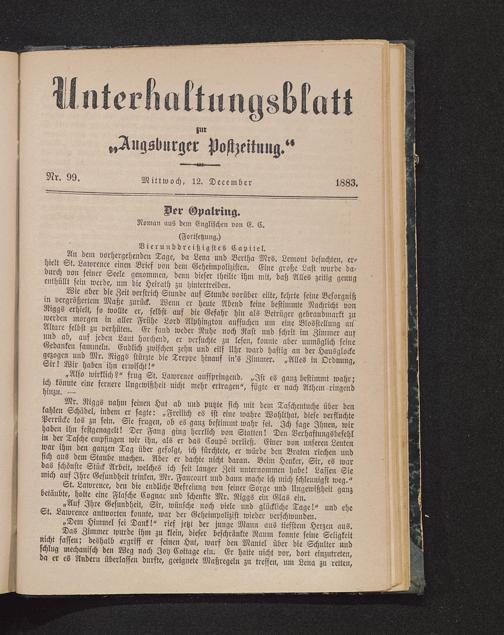 Unterhaltungsblatt
zur
„Augsburger Postzeitung.“
Nr. 99. Mittwoch, 12. December 1883.
Der Opalring.
Roman aus dem Englischen von E. C.
(Fortsetzung.)
Vierunddreißigstes Capitel.
An dem vorhergehenden Tage, da Lena und Bertha Mrs. Lemont besuchten, er-
hielt St. Lawrence einen Brief von dem Geheimpolizisten. Eine große Last wurde da-
durch von seiner Seele genommen, denn dieser theilte ihm mit, daß Alles zeitig genug
enthüllt sein werde, um die Heirath zu hintertreiben.
Wie aber die Zeit verstrich Stunde auf Stunde vorüber eilte, kehrte seine Besorgniß
in vergrößertem Maße zurück. Wenn er heute Abend keine bestimmte Nachricht von
Riggs erhielt, so wollte er, selbst auf die Gefahr hin als Betrüger gebrandmarkt zu
werden morgen in aller Frühe Lord Alphington aufsuchen um eine Bloßstellung am
Altare selbst zu verhüten. Er fand weder Ruhe noch Rast und schritt im Zimmer auf
und ab, auf jeden Laut horchend, er versuchte zu lesen, konnte aber unmöglich seine
Gedanken sammeln. Endlich zwischen zehn und eilf Uhr ward hastig an der Hausglocke
gezogen und Mr. Riggs stürzte die Treppe hinauf in's Zimmer. „Alles in Ordnung,
Sir! Wir haben ihn erwischt!“
„Also wirklich?“ frug St. Lawrence aufspringend. „Ist es ganz bestimmt wahr;
ich könnte eine fernere Ungewißheit nicht mehr ertragen“, fügte er nach Athem ringend
hinzu. —
Mr. Riggs nahm seinen Hut ab und putzte sich mit dem Taschentuche über den
kahlen Schädel, indem er sagte: „Freilich es ist eine wahre Wohlthat, diese verfluchte
Perrücke los zu sein. Sie fragen, ob es ganz bestimmt wahr sei. Ich sage Ihnen, wir
haben ihn festgenagelt! Der Fang ging herrlich von Statten! Den Verhaftungsbefehl
in der Tasche empfingen wir ihn, als er das Coupé verließ. Einer von unseren Leuten
war ihm den ganzen Tag über gefolgt, ich fürchtete, er würde den Braten riechen und
sich aus dem Staube machen. Aber er dachte nicht daran. Beim Henker, Sir, es war
das schönste Stück Arbeit, welches ich seit langer Zeit unternommen habe! Lassen Sie
mich auf Ihre Gesundheit trinken, Mr. Fancourt und dann mache ich mich schleunigst weg.“
St. Lawrence, den die endliche Befreiung von seiner Sorge und Ungewißheit ganz
betäubte, holte eine Flasche Cognac und schenkte Mr. Riggs ein Glas ein.
„Auf Ihre Gesundheit, Sir, wünsche noch viele und glückliche Tage!“ und ehe
St. Lawrence antworten konnte, war der Geheimpolizist wieder verschwunden.
„Dem Himmel sei Dank!“ rief jetzt der junge Mann aus tiefstem Herzen aus.
Das Zimmer wurde ihm zu klein, dieser beschränkte Raum konnte seine Seligkeit
nicht fassen; deshalb ergriff er seinen Hut, warf den Mantel über die Schulter und
schlug mechanisch den Weg nach Joy Cottage ein. Er hatte nicht vor, dort einzutreten,
da er es Andern überlassen durfte, geeignete Maßregeln zu treffen, um Lena zu retten,